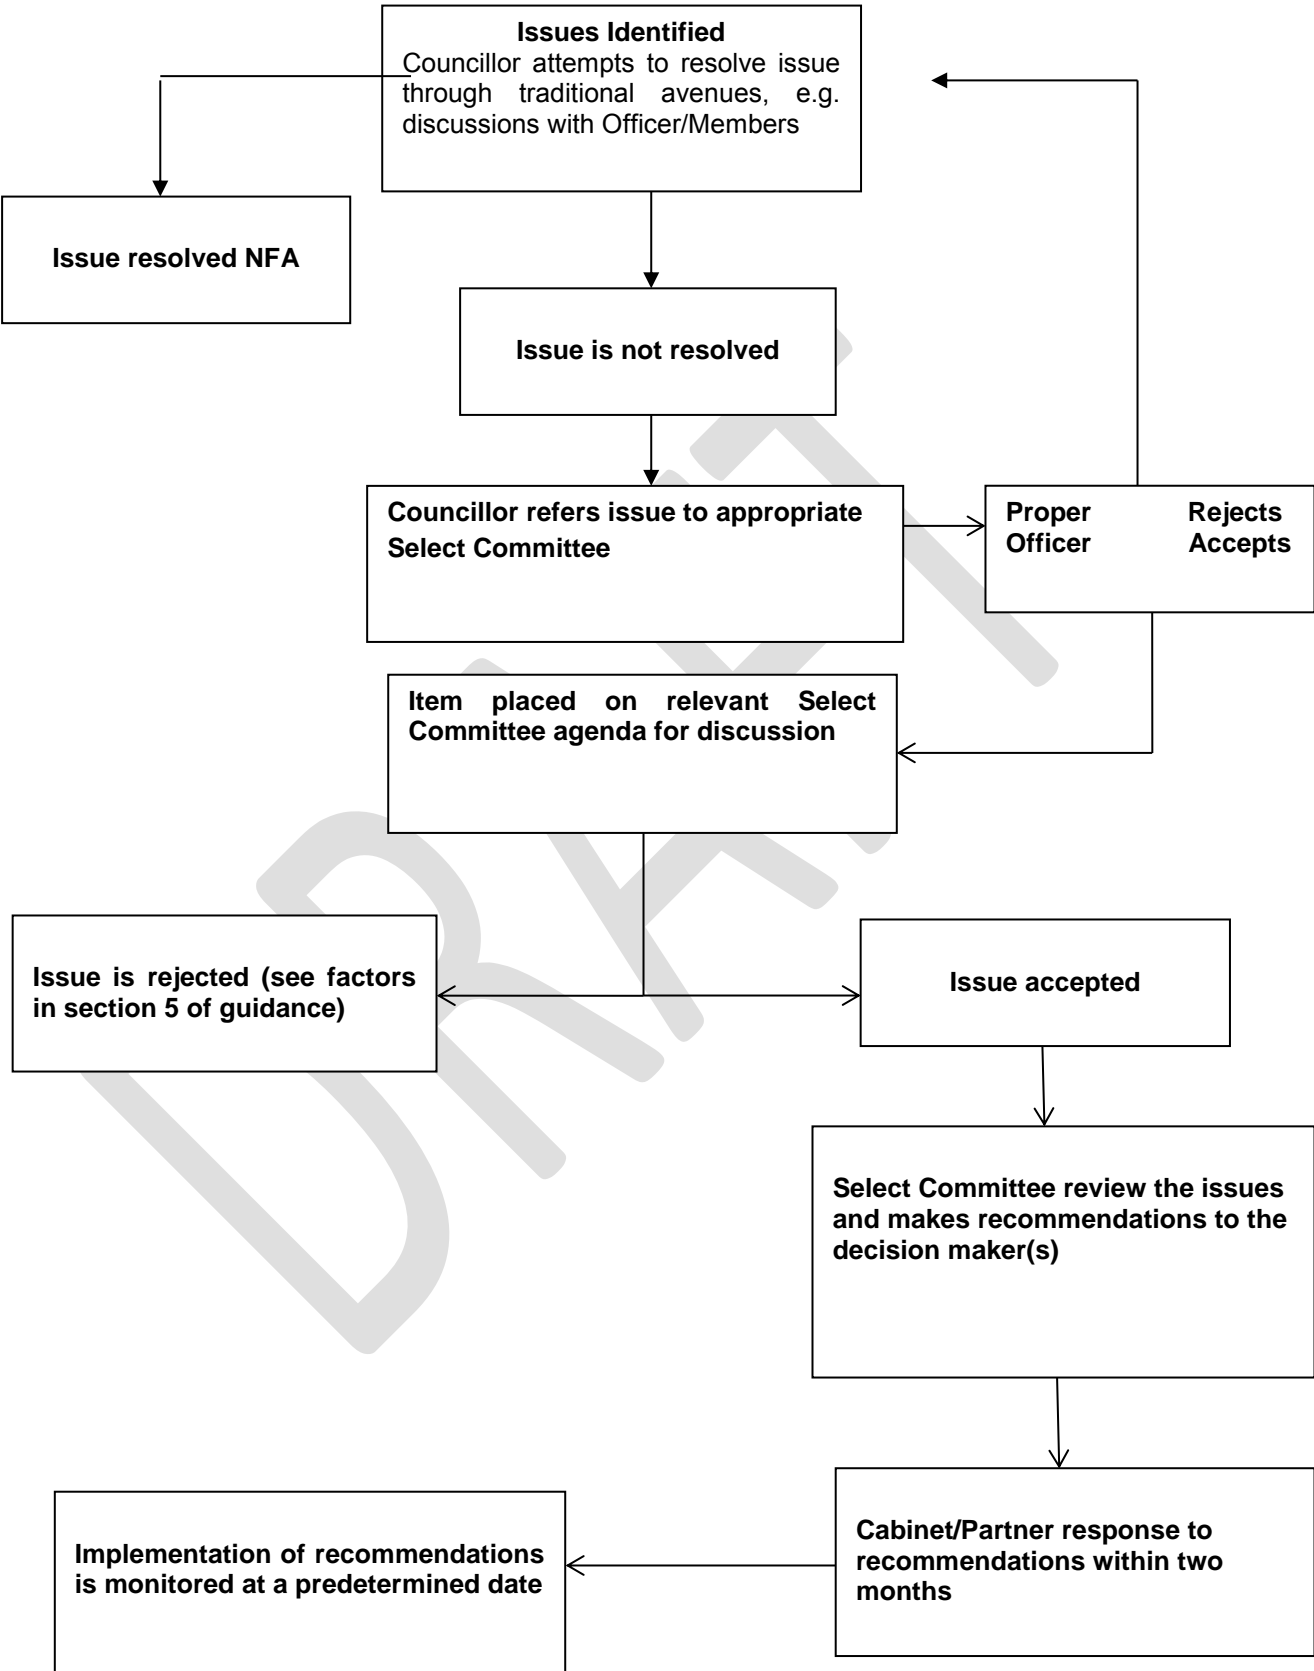 Issues Identified
Councillor attempts to resolve issue
through traditional avenues, e.g.
discussions with Officer/Members
Issue resolved NFA
Issue is not resolved
Councillor refers issue to appropriate
Select Committee
Proper Rejects
Officer Accepts
Item placed on relevant Select
Committee agenda for discussion
Issue is rejected (see factors
in section 5 of guidance)
Issue accepted
Select Committee review the issues
and makes recommendations to the
decision maker(s)
Cabinet/Partner response to
recommendations within two
months
Implementation of recommendations
is monitored at a predetermined date
DRAFT